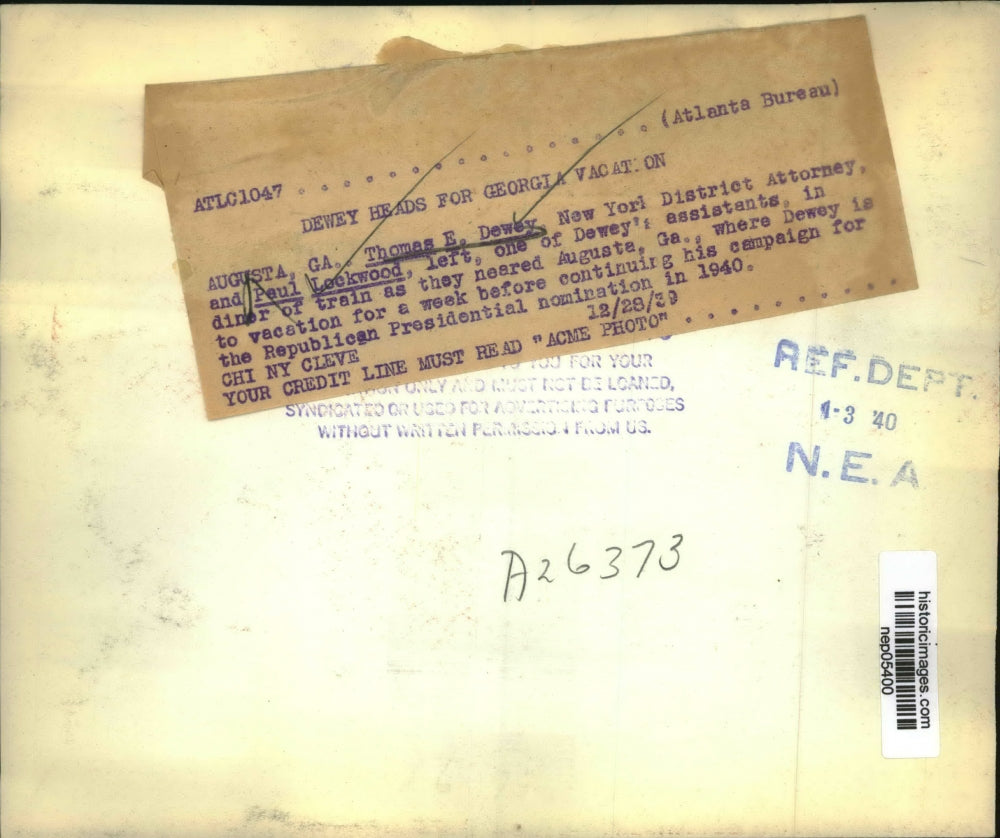 ATLC1047 . . . . . . . . . . . . . . . . (Atlanta Bureau)
DEWEY HEADS FOR GEORGIA VACATION
AUGUSTA, GA.. Thomas E. Dewey, New York District Attorney,
and Paul Lockwood, left, one of Dewey's assistants, in
diner of train as they neared Augusta, Ga., where Dewey is
to vacation for a week before continuing his campaign for
the Republican Presidential nomination in 1940.
CHI NY CLEVE 12/28/39
YOUR CREDIT LINE MUST READ "ACME PHOTO" . . . . . . . . . .
YOU FOR YOUR
ONLY AND MUST NOT BE LOANED,
SYNDICATED OR USED FOR ADVERTISING PURPOSES
WITHOUT WRITTEN PERMISSION FROM US.
REF. DEPT.
1-3 '40
N.E.A
A26373
historicimages.com
nep05400